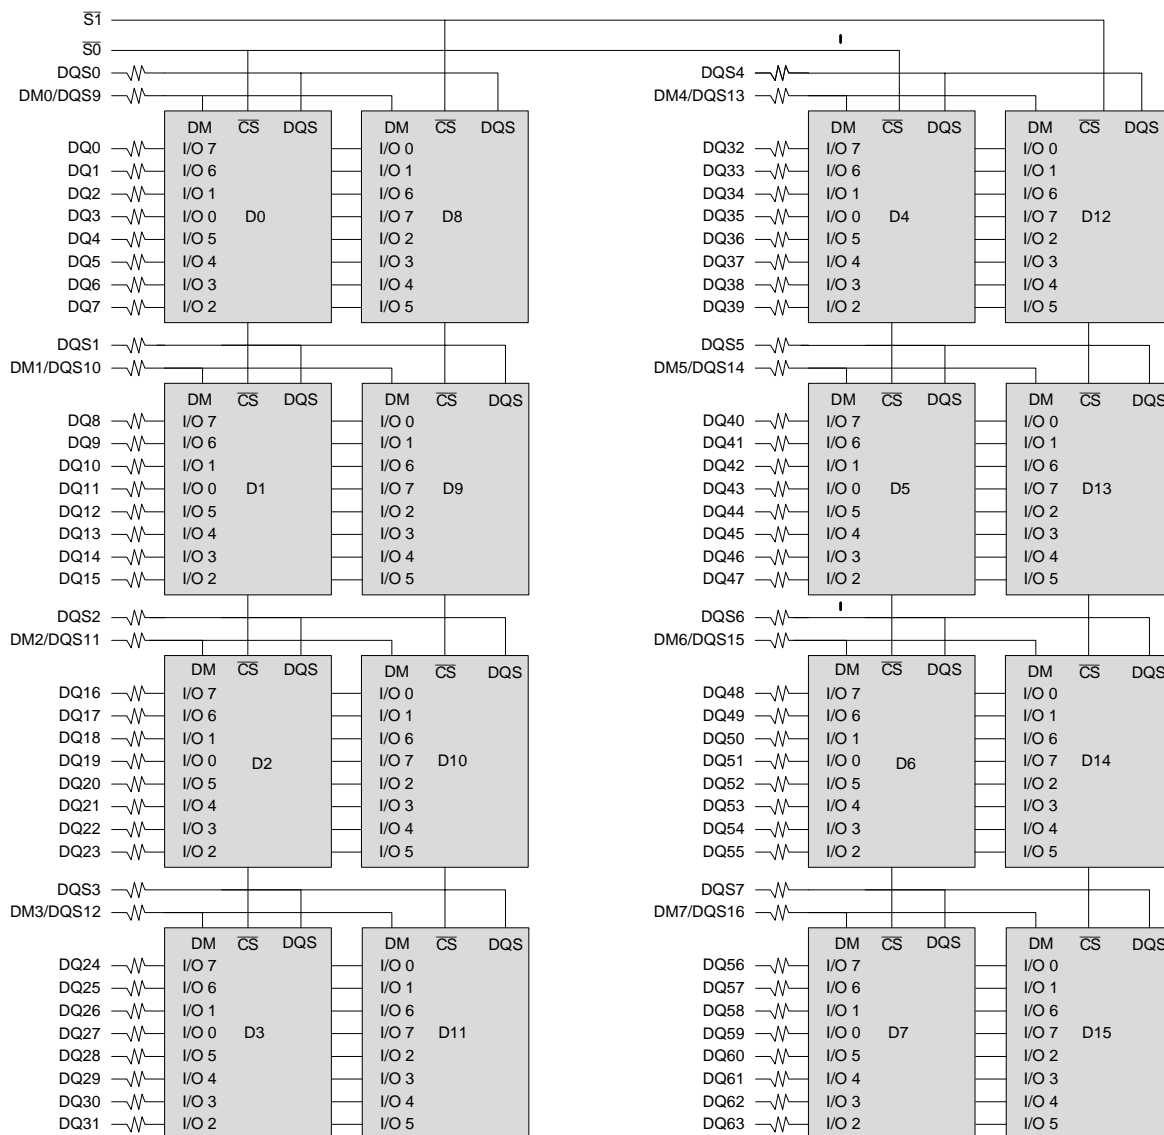 S1
S0
DQS0 DQS4
DM0/DQS9 DM4/DQS13
DM CS DQS DM CS DQS DM CS DQS DM CS DQS
DQ0 I/O 7 I/O 0 DQ32 I/O 7 I/O 0
DQ1 I/O 6 I/O 1 DQ33 I/O 6 I/O 1
DQ2 I/O 1 I/O 6 DQ34 I/O 1 I/O 6
DQ3 I/O 0 D0 I/O 7 D8 DQ35 I/O 0 D4 I/O 7 D12
DQ4 I/O 5 I/O 2 DQ36 I/O 5 I/O 2
DQ5 I/O 4 I/O 3 DQ37 I/O 4 I/O 3
DQ6 I/O 3 I/O 4 DQ38 I/O 3 I/O 4
DQ7 I/O 2 I/O 5 DQ39 I/O 2 I/O 5
DQS1 DQS5
DM1/DQS10 DM5/DQS14
DM CS DQS DM CS DQS DM CS DQS DM CS DQS
DQ8 I/O 7 I/O 0 DQ40 I/O 7 I/O 0
DQ9 I/O 6 I/O 1 DQ41 I/O 6 I/O 1
DQ10 I/O 1 I/O 6 DQ42 I/O 1 I/O 6
DQ11 I/O 0 D1 I/O 7 D9 DQ43 I/O 0 D5 I/O 7 D13
DQ12 I/O 5 I/O 2 DQ44 I/O 5 I/O 2
DQ13 I/O 4 I/O 3 DQ45 I/O 4 I/O 3
DQ14 I/O 3 I/O 4 DQ46 I/O 3 I/O 4
DQ15 I/O 2 I/O 5 DQ47 I/O 2 I/O 5
DQS2 DQS6
DM2/DQS11 DM6/DQS15
DM CS DQS DM CS DQS DM CS DQS DM CS DQS
DQ16 I/O 7 I/O 0 DQ48 I/O 7 I/O 0
DQ17 I/O 6 I/O 1 DQ49 I/O 6 I/O 1
DQ18 I/O 1 I/O 6 DQ50 I/O 1 I/O 6
DQ19 I/O 0 D2 I/O 7 D10 DQ51 I/O 0 D6 I/O 7 D14
DQ20 I/O 5 I/O 2 DQ52 I/O 5 I/O 2
DQ21 I/O 4 I/O 3 DQ53 I/O 4 I/O 3
DQ22 I/O 3 I/O 4 DQ54 I/O 3 I/O 4
DQ23 I/O 2 I/O 5 DQ55 I/O 2 I/O 5
DQS3 DQS7
DM3/DQS12 DM7/DQS16
DM CS DQS DM CS DQS DM CS DQS DM CS DQS
DQ24 I/O 7 I/O 0 DQ56 I/O 7 I/O 0
DQ25 I/O 6 I/O 1 DQ57 I/O 6 I/O 1
DQ26 I/O 1 I/O 6 DQ58 I/O 1 I/O 6
DQ27 I/O 0 D3 I/O 7 D11 DQ59 I/O 0 D7 I/O 7 D15
DQ28 I/O 5 I/O 2 DQ60 I/O 5 I/O 2
DQ29 I/O 4 I/O 3 DQ61 I/O 4 I/O 3
DQ30 I/O 3 I/O 4 DQ62 I/O 3 I/O 4
DQ31 I/O 2 I/O 5 DQ63 I/O 2 I/O 5